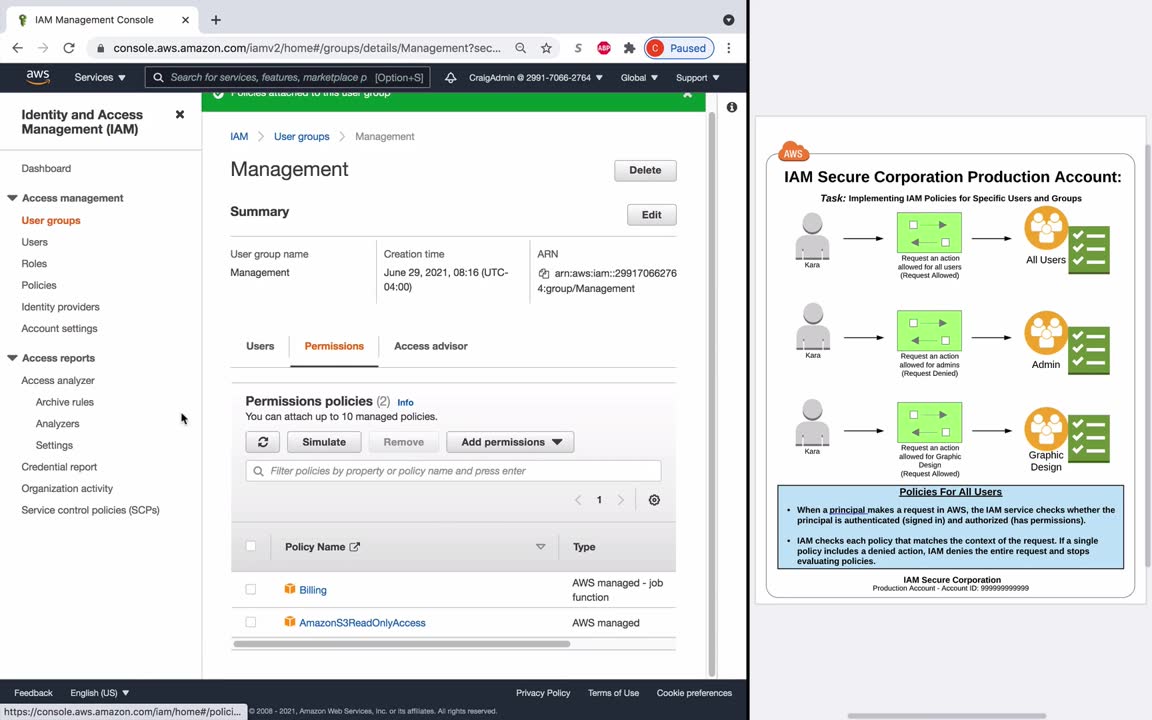 IAM Management Console
console.aws.amazon.com/iamv2/home#/groups/details/Management?sec...
S
ABP
C Paused
aws
Services
Search for services, features, marketplace p [Option+S]
CraigAdmin @ 2991-7066-2764
Global
Support
Identity and Access
Management (IAM)
Dashboard
Access management
User groups
Users
Roles
Policies
Identity providers
Account settings
Access reports
Access analyzer
Archive rules
Analyzers
Settings
Credential report
Organization activity
Service control policies (SCPs)
Policies attached to this user group
IAM
User groups
Management
Management
Delete
Summary
Edit
User group name
Management
Creation time
June 29, 2021, 08:16 (UTC-
04:00)
ARN
arn:aws:iam::29917066276
4:group/Management
Users
Permissions
Access advisor
Permissions policies (2) Info
You can attach up to 10 managed policies.
Simulate
Remove
Add permissions
Filter policies by property or policy name and press enter
1
Policy Name
Type
Billing
AWS managed - job
function
AmazonS3ReadOnlyAccess
AWS managed
Feedback
English (US)
Privacy Policy
Terms of Use
Cookie preferences
https://console.aws.amazon.com/iam/home#/polici...
© 2008 - 2021, Amazon Web Services, Inc. or its affiliates. All rights reserved.
AWS
IAM Secure Corporation Production Account:
Task: Implementing IAM Policies for Specific Users and Groups
Kara
Request an action
allowed for all users
(Request Allowed)
All Users
Kara
Request an action
allowed for admins
(Request Denied)
Admin
Kara
Request an action
allowed for Graphic
Design
(Request Allowed)
Graphic
Design
Policies For All Users
• When a principal makes a request in AWS, the IAM service checks whether the
principal is authenticated (signed in) and authorized (has permissions).
• IAM checks each policy that matches the context of the request. If a single
policy includes a denied action, IAM denies the entire request and stops
evaluating policies.
IAM Secure Corporation
Production Account - Account ID: 999999999999